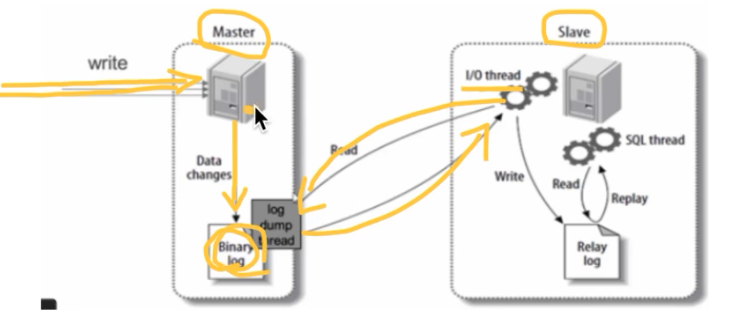 write
Master
Data
changes
log
dump
thread
Binary
log
Read
Slave
I/O thread
SQL thread
Write
Read
Replay
Relay
log